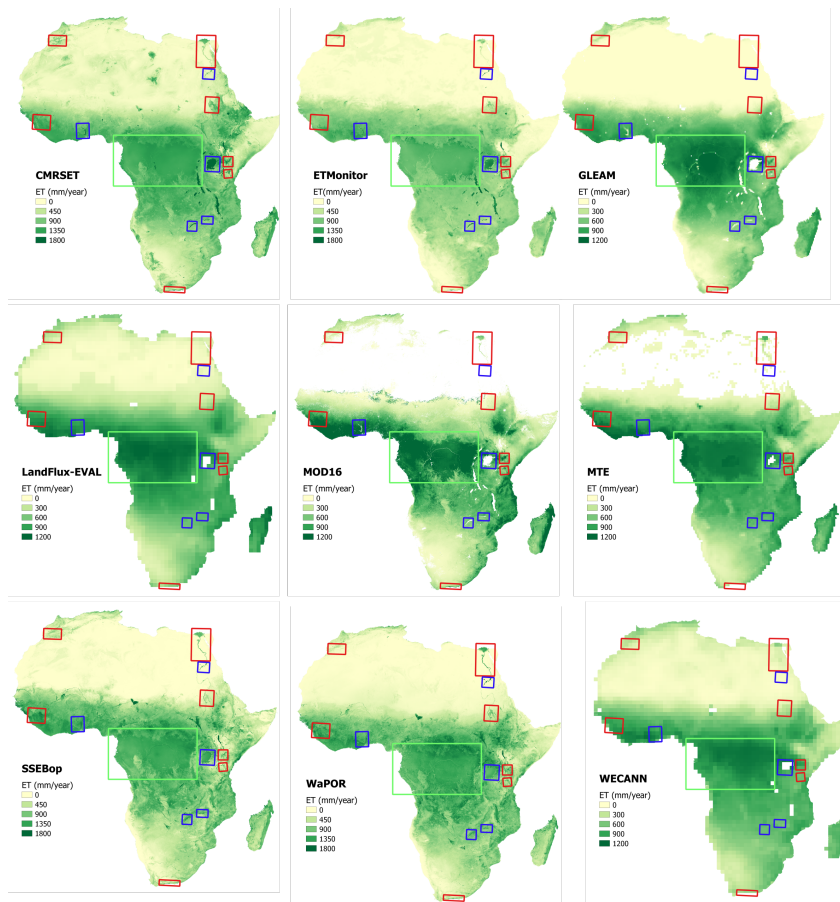 CMRSET
ET (mm/year)
0
450
900
1350
1800
ETMonitor
ET(mm/year)
0
450
900
1350
1800
GLEAM
ET (mm/year)
0
300
600
900
1200
LandFlux-EVAL
ET (mm/year)
0
300
600
900
1200
MOD16
ET (mm/year)
0
300
600
900
1200
MTE
ET (mm/year)
0
300
600
900
1200
SSEBop
ET (mm/year)
0
450
900
1350
1800
WaPOR
ET (mm/year)
0
450
900
1350
1800
WECANN
ET (mm/year)
0
300
600
900
1200